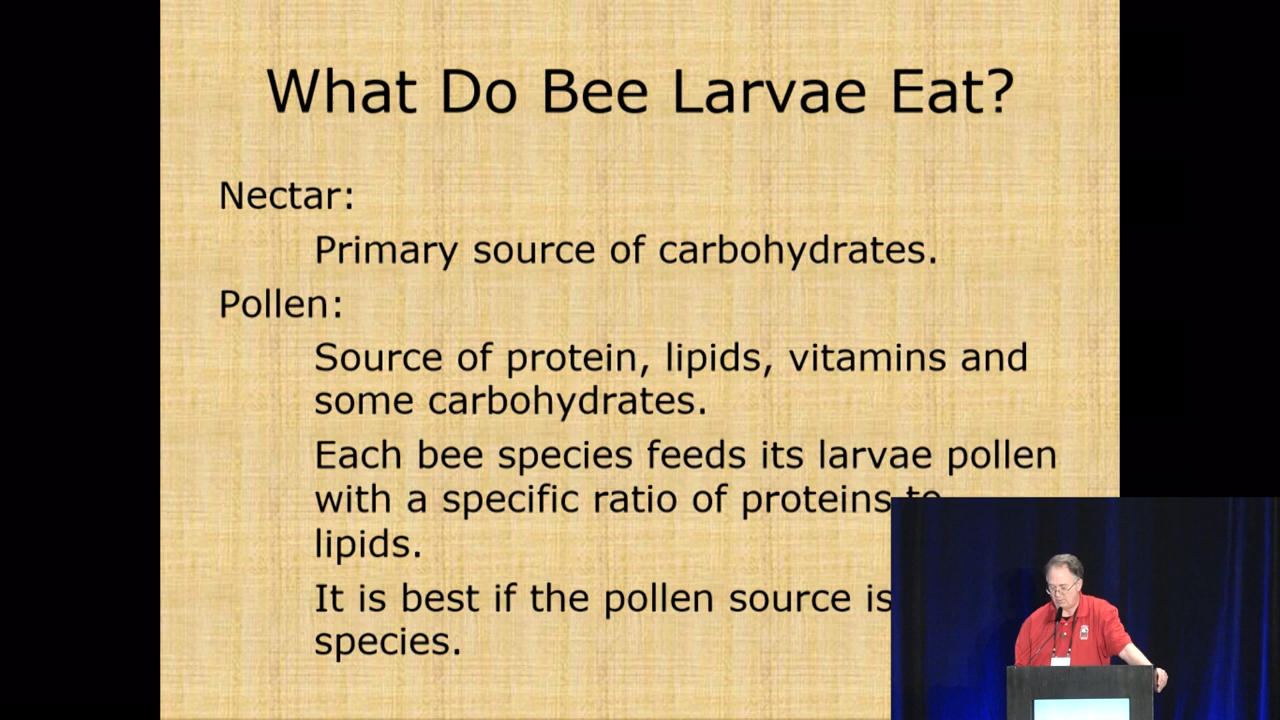 What Do Bee Larvae Eat?
Nectar:
Primary source of carbohydrates.
Pollen:
Source of protein, lipids, vitamins and
some carbohydrates.
Each bee species feeds its larvae pollen
with a specific ratio of proteins to
lipids.
It is best if the pollen source is
species.